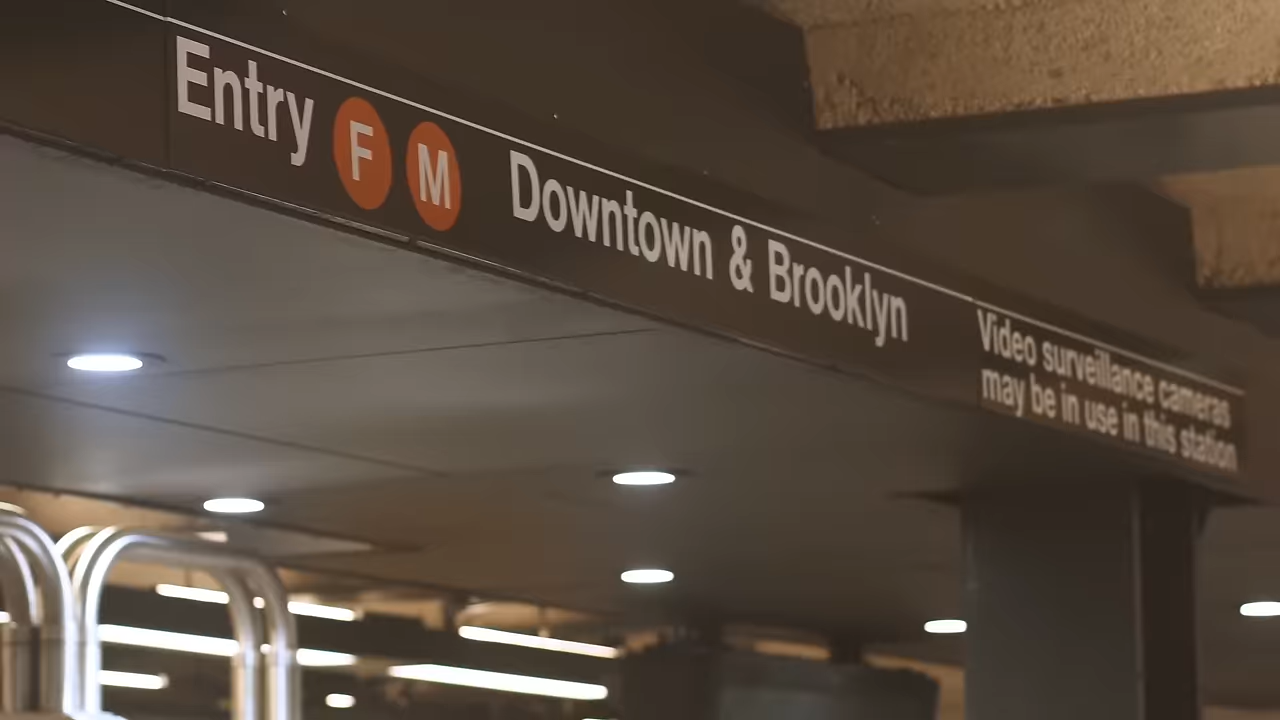 Entry F M Downtown & Brooklyn
Video surveillance cameras
may be in use in this station